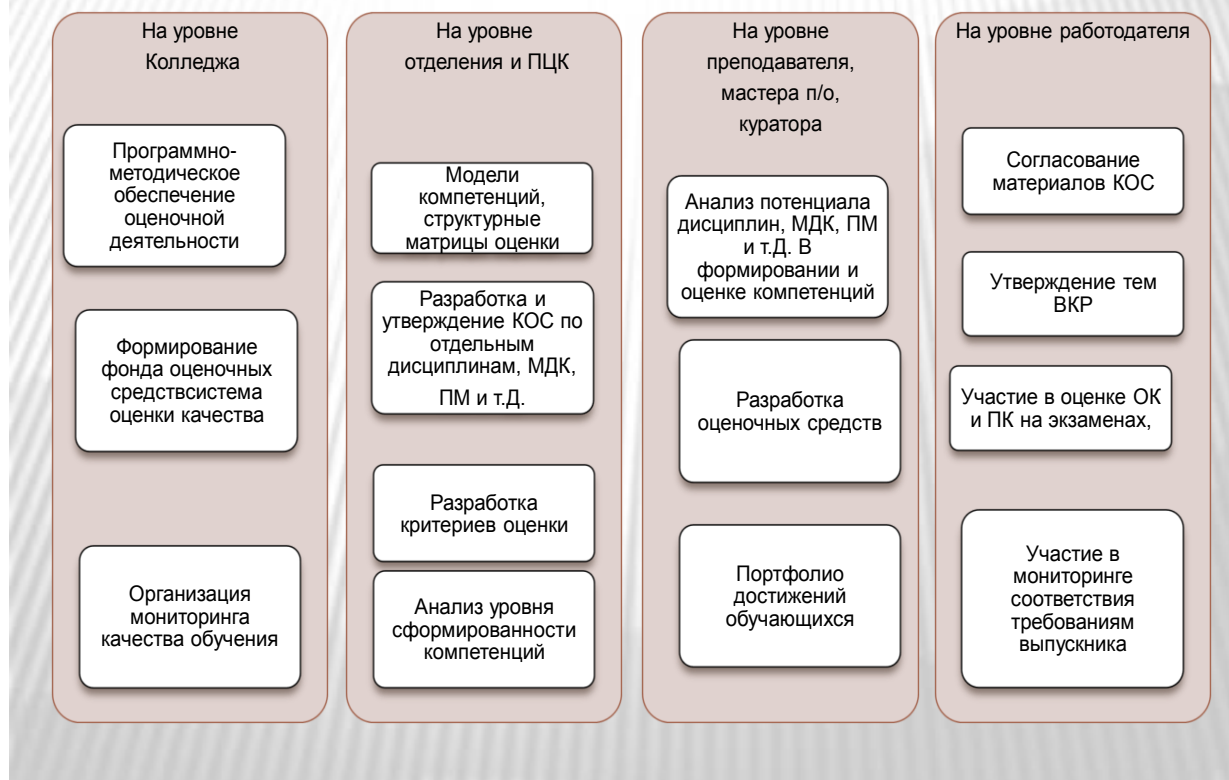 На уровне
Колледжа
Программно-
методическое
обеспечение
оценочной
деятельности
Формирование
фонда оценочных
средствсистема
оценки качества
Организация
мониторинга
качества обучения
На уровне
отделения и ПЦК
Модели
компетенций,
структурные
матрицы оценки
Разработка и
утверждение КОС по
отдельным
дисциплинам, МДК,
ПМ и т.Д.
Разработка
критериев оценки
Анализ уровня
сформированности
компетенций
На уровне
преподавателя,
мастера п/о,
куратора
Анализ потенциала
дисциплин, МДК, ПМ
и т.Д. В
формировании и
оценке компетенций
Разработка
оценочных средств
Портфолио
достижений
обучающихся
На уровне работодателя
Согласование
материалов КОС
Утверждение тем
ВКР
Участие в оценке ОК
и ПК на экзаменах,
Участие в
мониторинге
соответствия
требованиям
выпускника